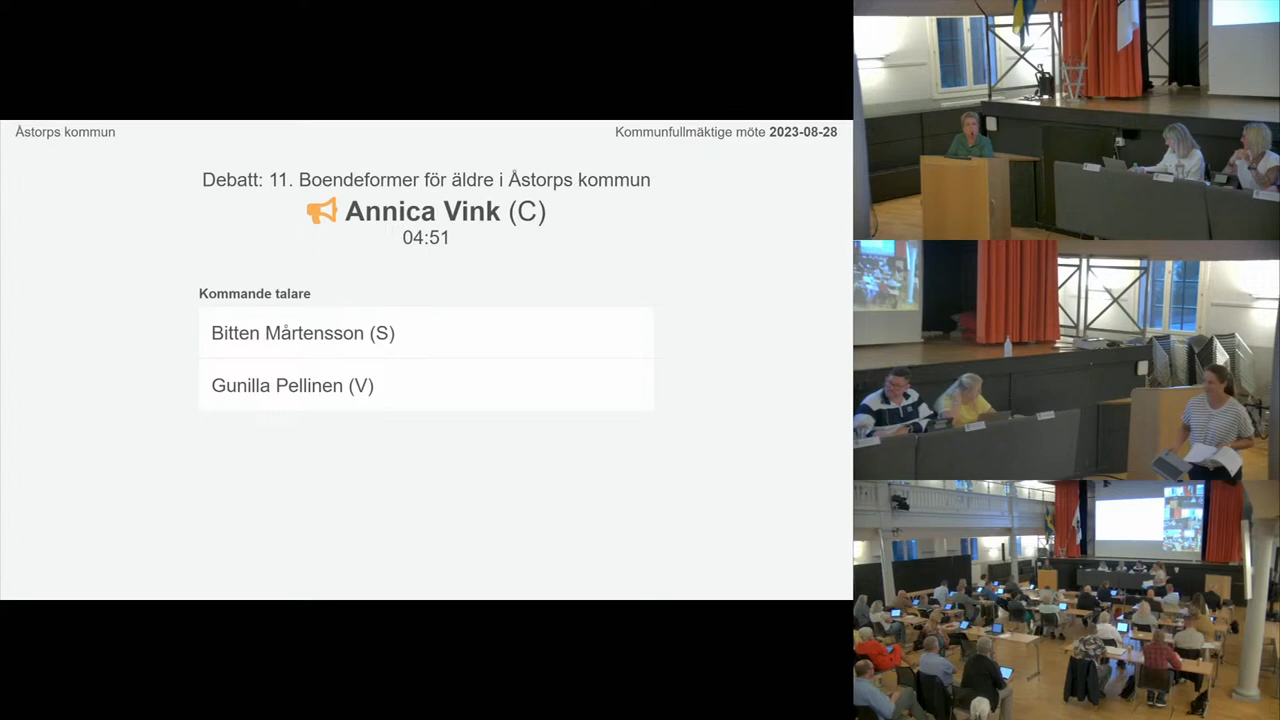 Åstorps kommun
Kommunfullmäktige möte 2023-08-28
Debatt: 11. Boendeformer för äldre i Åstorps kommun
Annica Vink (C)
04:51
Kommande talare
Bitten Mårtensson (S)
Gunilla Pellinen (V)